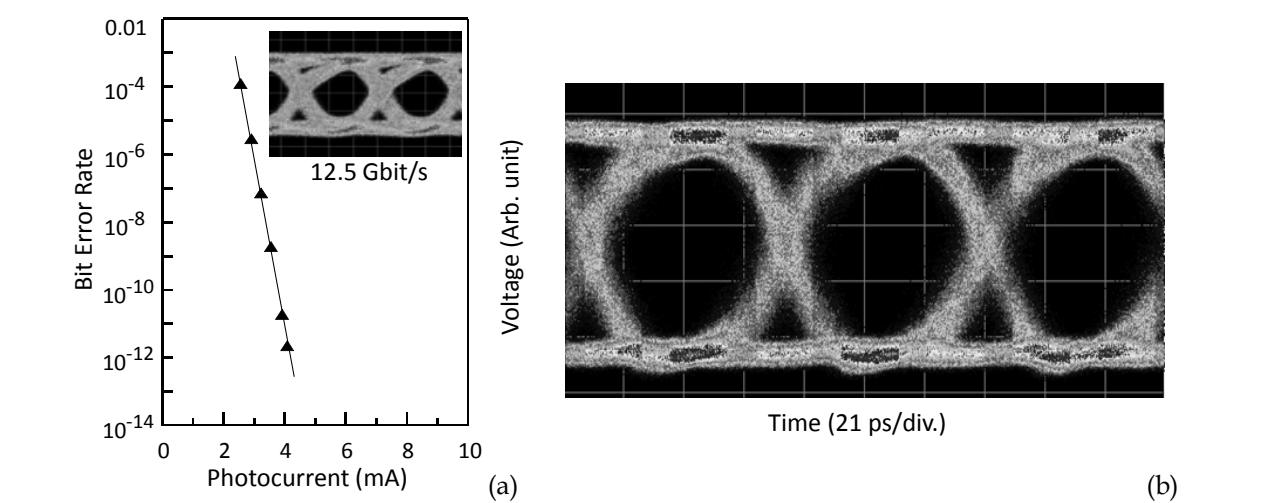 0.01
10-4
10-6
10-8
10-10
10-12
10-14
Bit Error Rate
12.5 Gbit/s
0 2 4 6 8 10
Photocurrent (mA)
(a)
Voltage (Arb. unit)
Time (21 ps/div.)
(b)